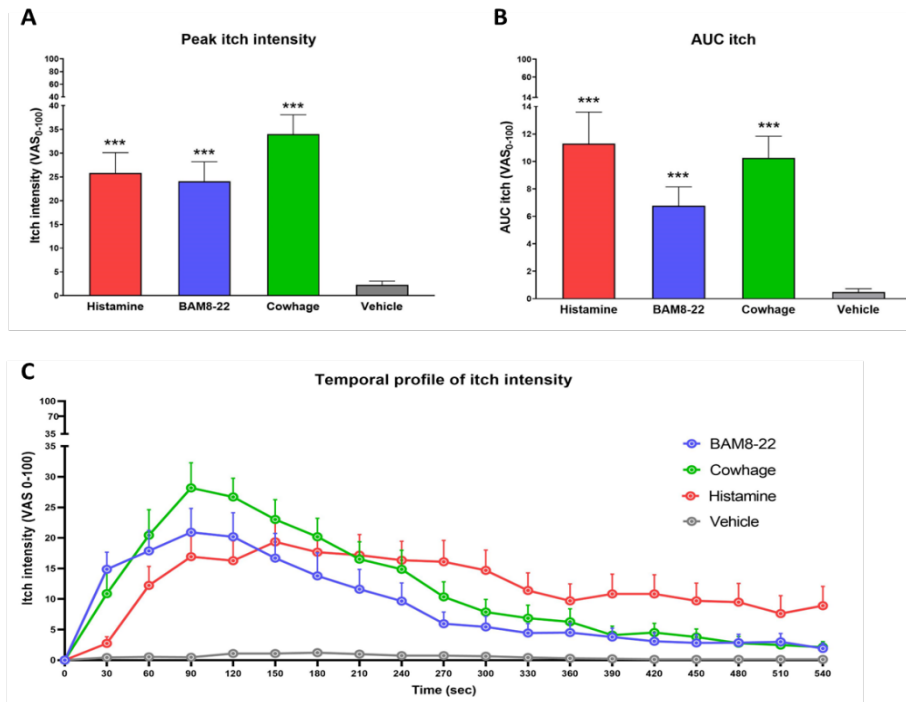 A
Peak itch intensity
Itch intensity (VAS0-100)
100
80
60
40
40
35
30
25
20
15
10
5
0
***
***
***
Histamine BAM8-22 Cowhage Vehicle
B
AUC itch
AUC itch (VAS0-100)
100
60
14
14
12
10
8
6
4
2
0
***
***
***
Histamine BAM8-22 Cowhage Vehicle
C
Temporal profile of itch intensity
Itch intensity (VAS 0-100)
100
70
35
35
30
25
20
15
10
5
0
BAM8-22
Cowhage
Histamine
Vehicle
0 30 60 90 120 150 180 210 240 270 300 330 360 390 420 450 480 510 540
Time (sec)